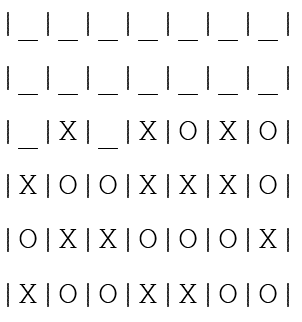 | _ | _ | _ | _ | _ | _ | _ |
| _ | _ | _ | _ | _ | _ | _ |
| _ | X | _ | X | O | X | O |
| X | O | O | X | X | X | O |
| O | X | X | O | O | O | X |
| X | O | O | X | X | O | O |